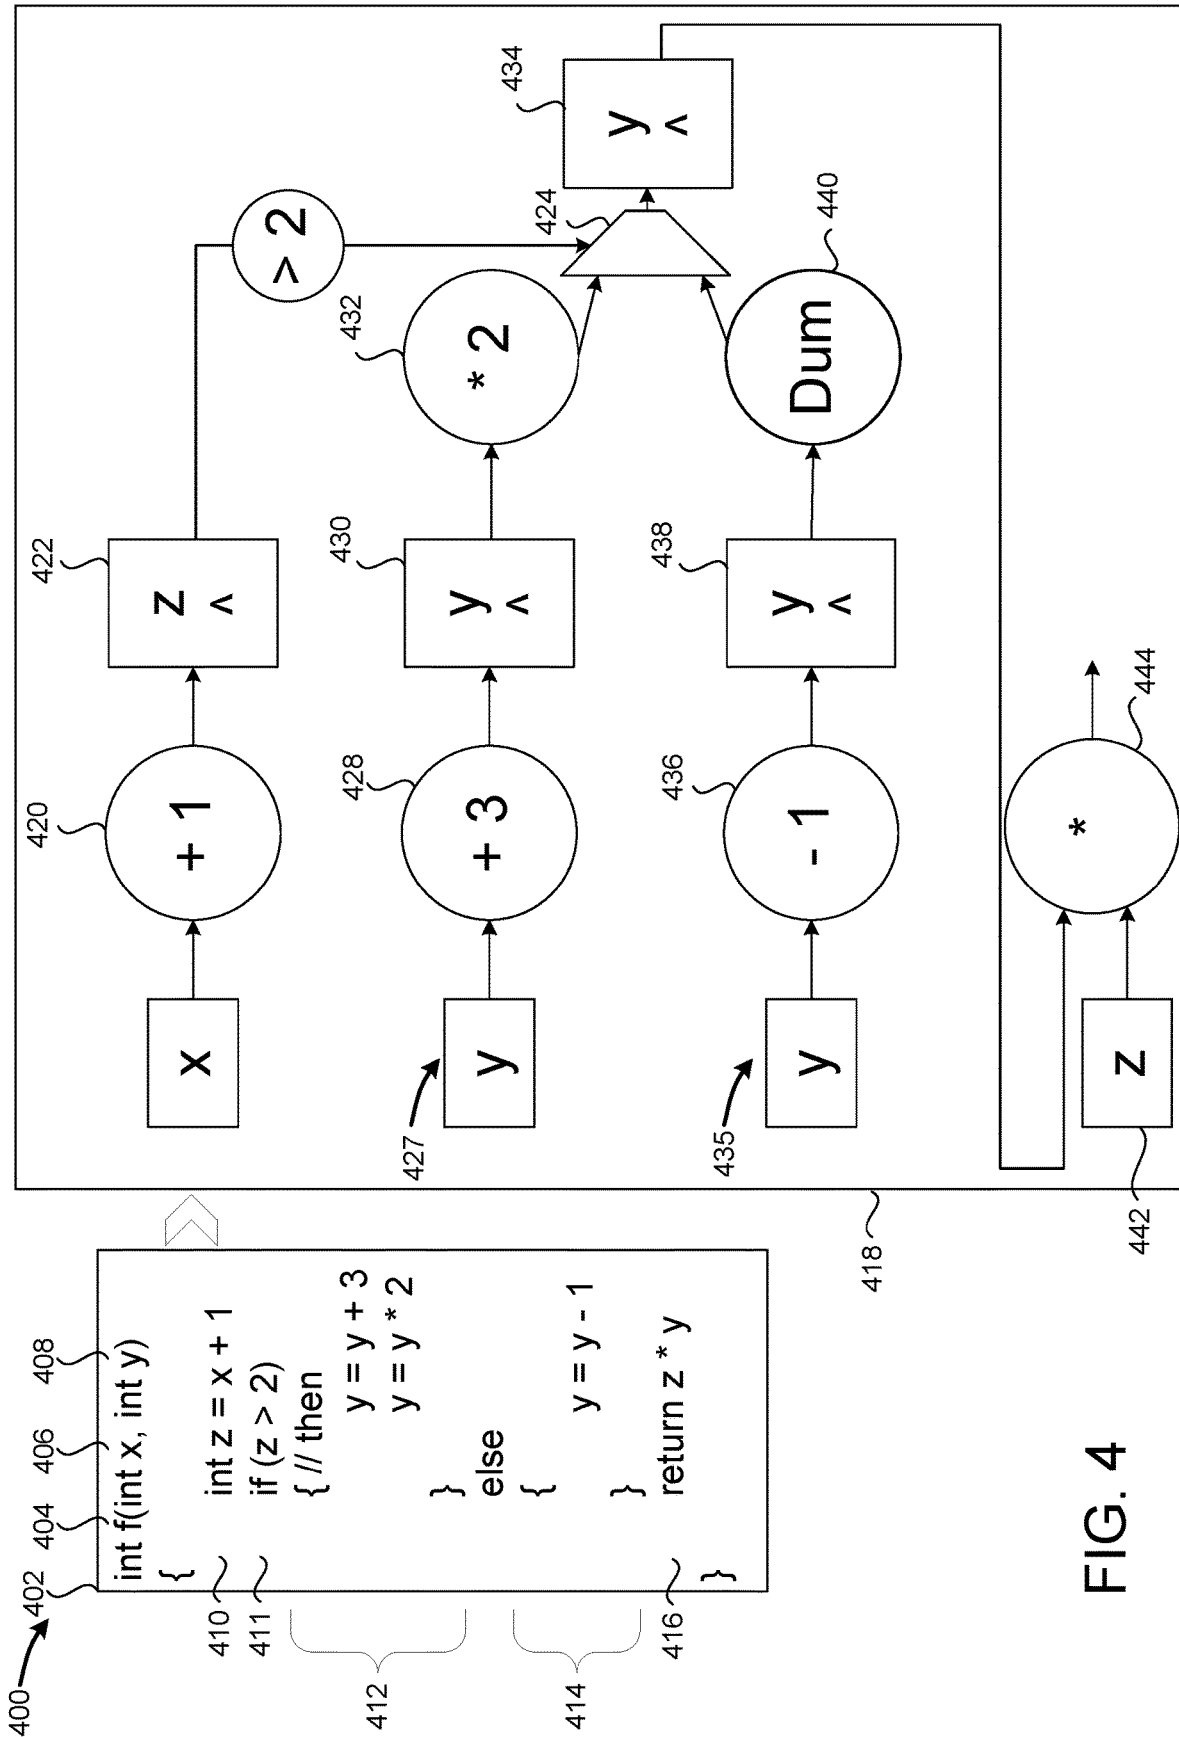 400
402
404
406
408
int f(int x, int y)
{
410
int z = x + 1
411
if (z > 2)
{ // then
412
y = y + 3
y = y * 2
}
else
414
{
y = y - 1
}
416
return z * y
}
418
x
420
+ 1
422
z
^
> 2
427
y
428
+ 3
430
y
^
432
* 2
424
434
y
^
435
y
436
- 1
438
y
^
440
Dum
442
z
444
*
FIG. 4